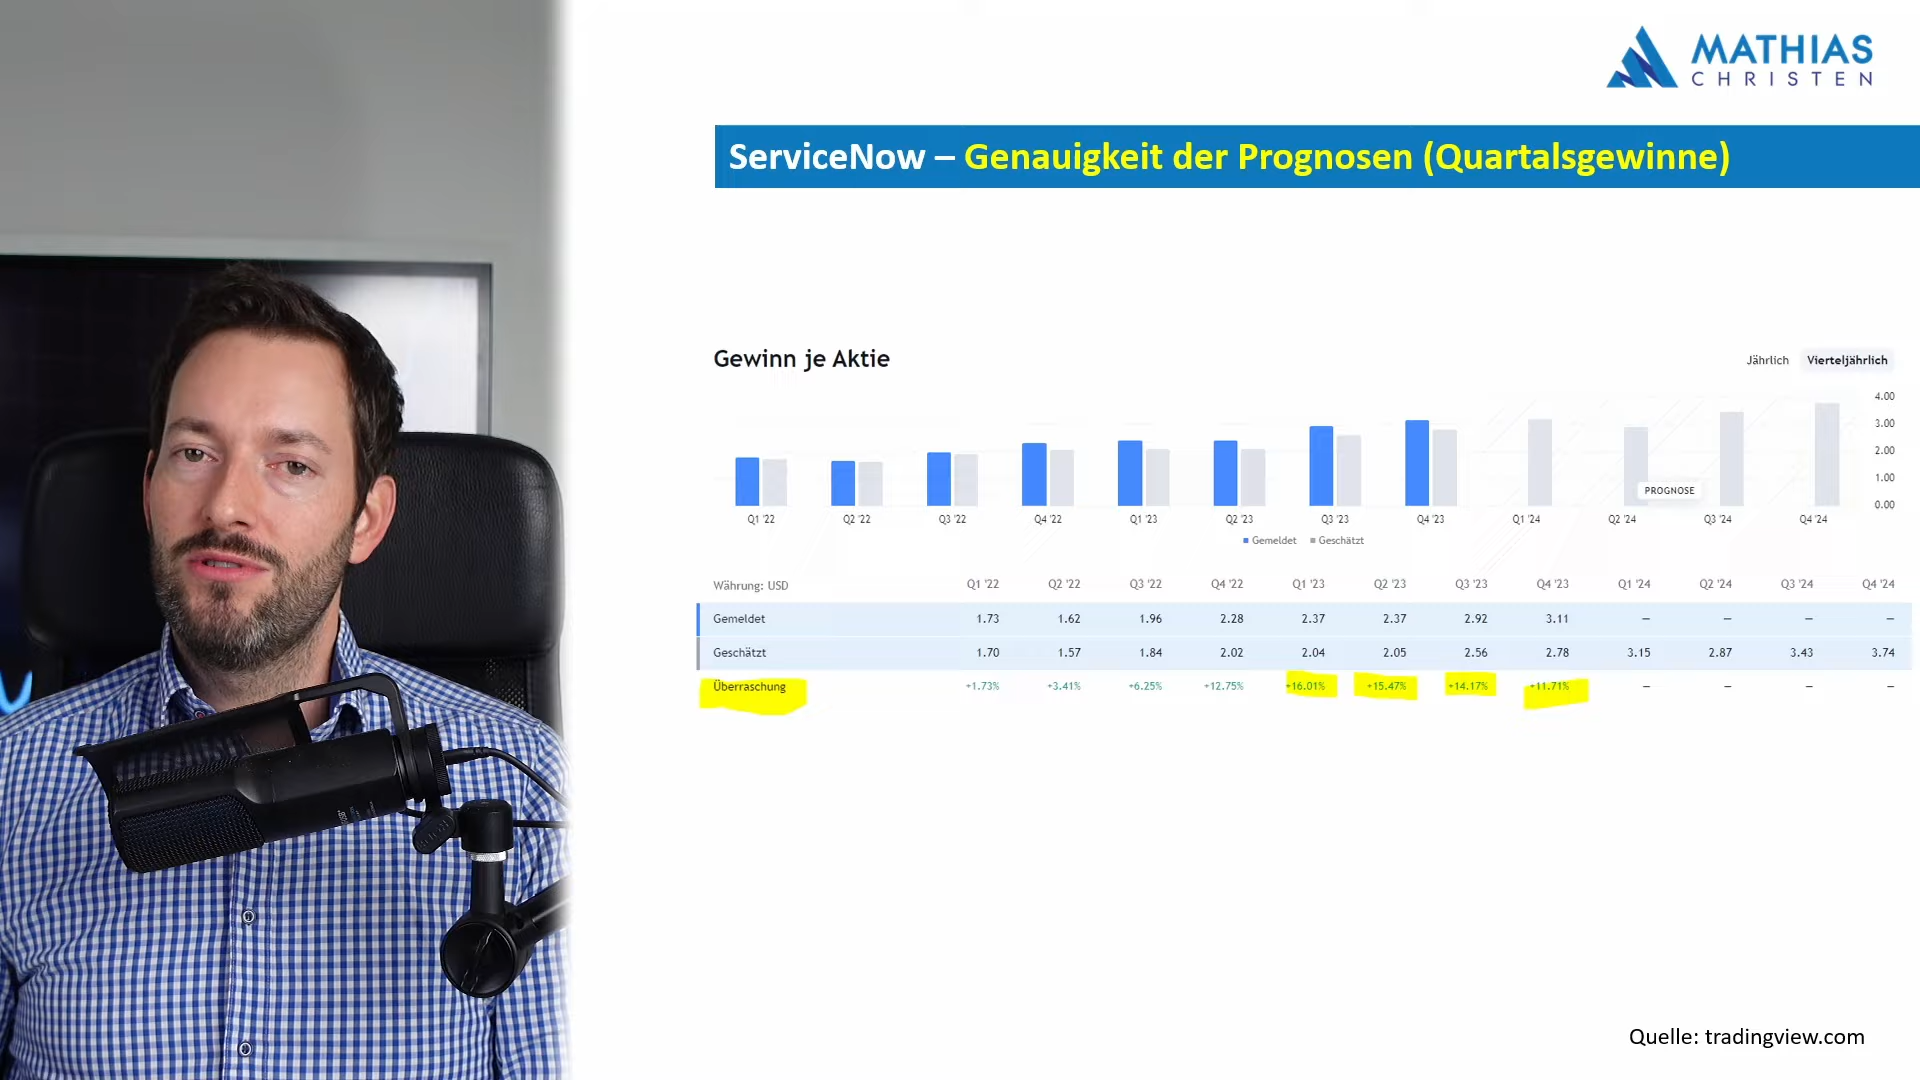 MATHIAS
CHRISTEN
ServiceNow – Genauigkeit der Prognosen (Quartalsgewinne)
Gewinn je Aktie
Jährlich Vierteljährlich
4.00
3.00
2.00
1.00
0.00
PROGNOSE
Q1 '22 Q2 '22 Q3 '22 Q4 '22 Q1 '23 Q2 '23 Q3 '23 Q4 '23 Q1 '24 Q2 '24 Q3 '24 Q4 '24
Gemeldet Geschätzt
Währung: USD Q1 '22 Q2 '22 Q3 '22 Q4 '22 Q1 '23 Q2 '23 Q3 '23 Q4 '23 Q1 '24 Q2 '24 Q3 '24 Q4 '24
Gemeldet 1.73 1.62 1.96 2.28 2.37 2.37 2.92 3.11 — — — —
Geschätzt 1.70 1.57 1.84 2.02 2.04 2.05 2.56 2.78 3.15 2.87 3.43 3.74
Überraschung +1.73% +3.41% +6.25% +12.75% +16.01% +15.47% +14.17% +11.71% — — — —
Quelle: tradingview.com